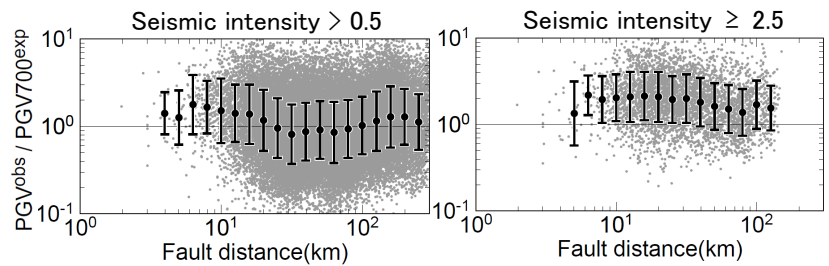 Seismic intensity > 0.5
Seismic intensity ≥ 2.5
PGV^obs / PGV700^exp
10^1
10^0
10^-1
10^0 10^1 10^2
Fault distance(km)
10^1
10^0
10^-1
10^0 10^1 10^2
Fault distance(km)